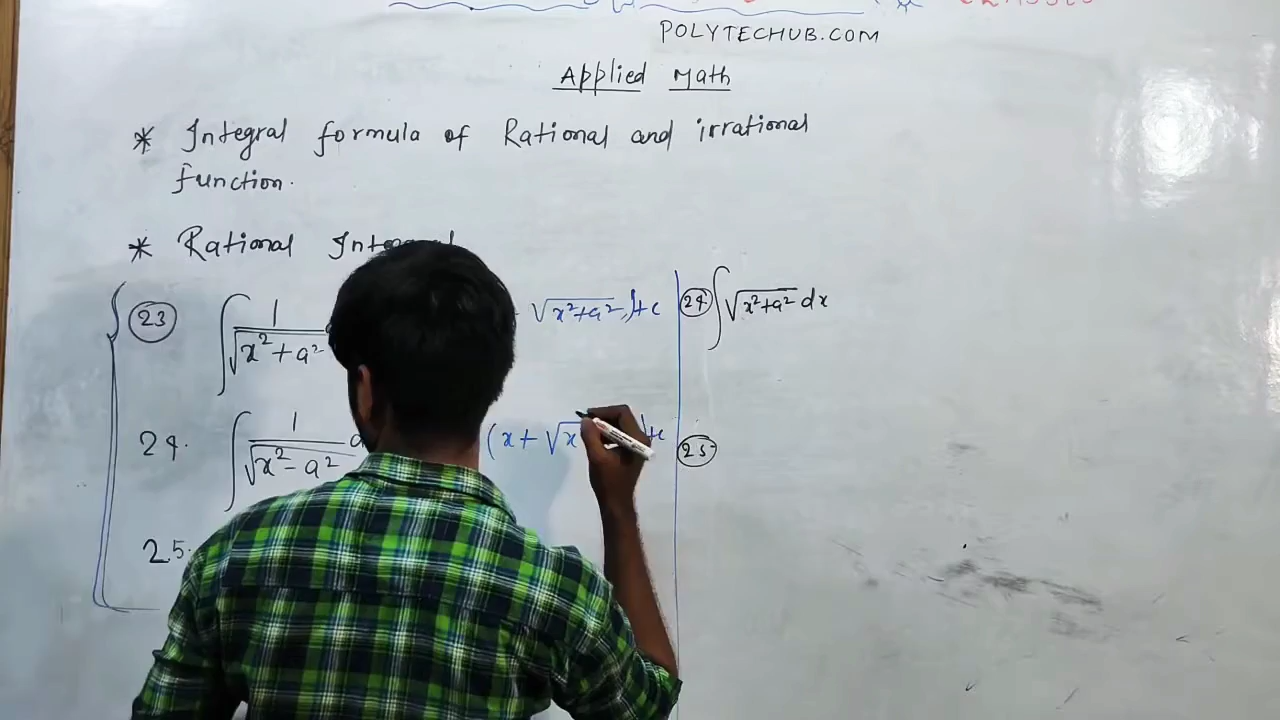 POLYTECHUB.COM
Applied Math
* Integral formula of Rational and irrational
function.
* Rational
23 ∫ 1/√x²+a² √x²+a² )+c
24. ∫ 1/√x²-a² (x+√x )+c
25.
24 ∫√x²+a² dx
25